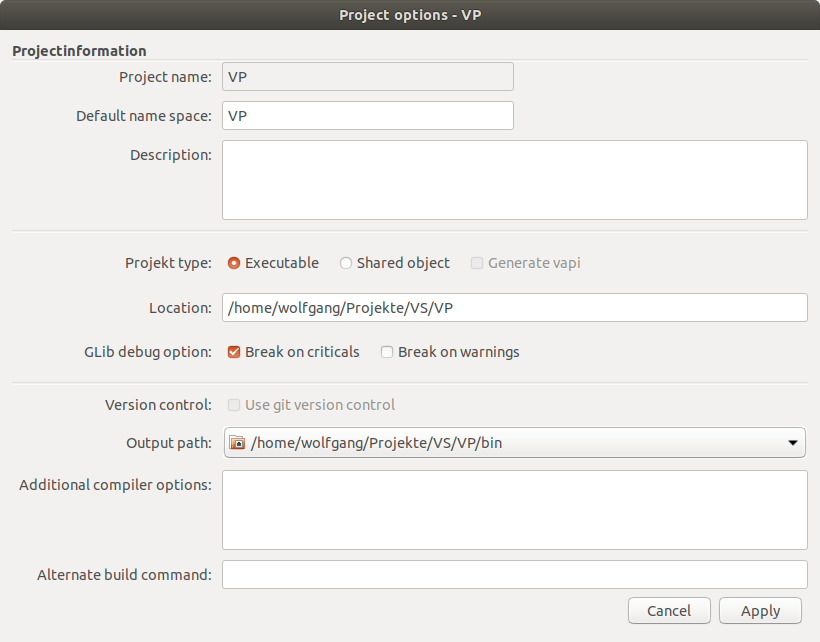 Project options - VP
Projectinformation
Project name: VP
Default name space: VP
Description:
Projekt type: Executable Shared object Generate vapi
Location: /home/wolfgang/Projekte/VS/VP
GLib debug option: Break on criticals Break on warnings
Version control: Use git version control
Output path: /home/wolfgang/Projekte/VS/VP/bin
Additional compiler options:
Alternate build command:
Cancel Apply